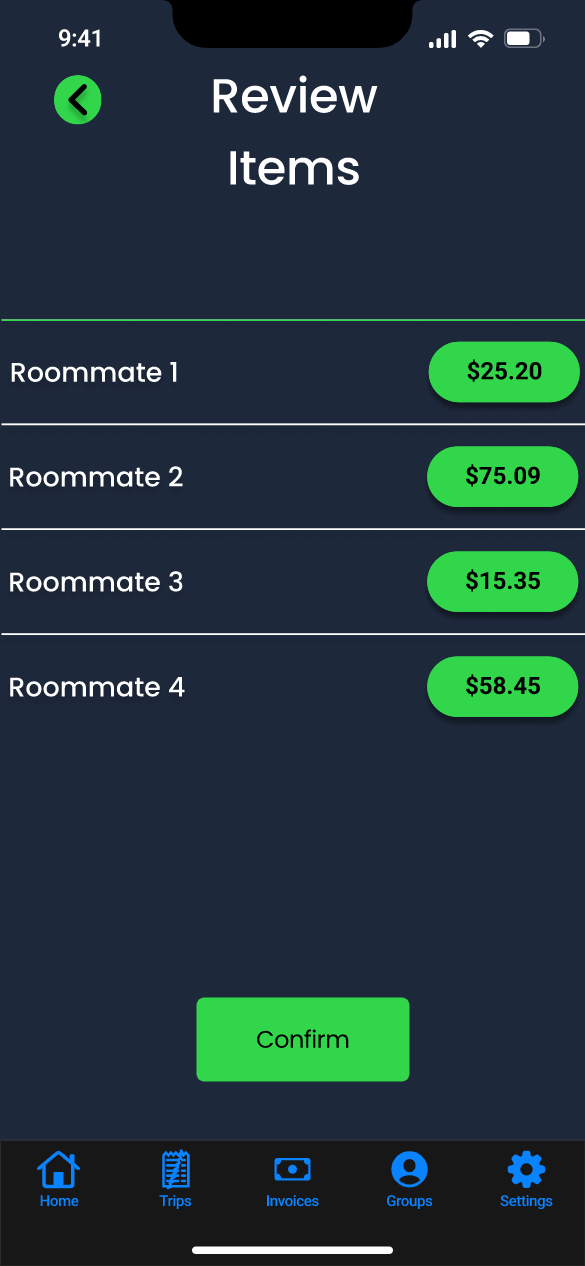 9:41
Review
Items
Roommate 1
$25.20
Roommate 2
$75.09
Roommate 3
$15.35
Roommate 4
$58.45
Confirm
Home
Trips
Invoices
Groups
Settings